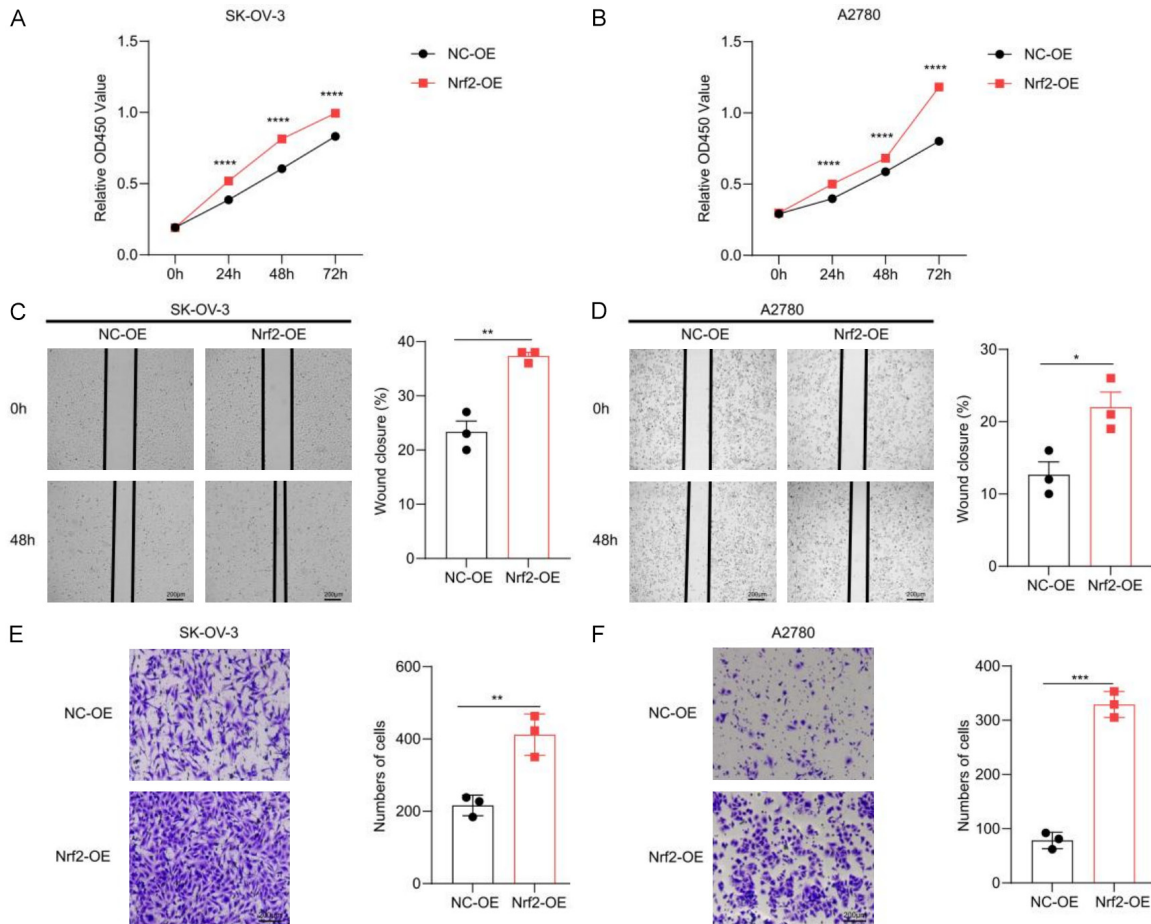 A
SK-OV-3
1.5
1.0
0.5
0.0
Relative OD450 Value
****
****
****
0h 24h 48h 72h
NC-OE
Nrf2-OE
B
A2780
1.5
1.0
0.5
0.0
Relative OD450 Value
****
****
****
0h 24h 48h 72h
NC-OE
Nrf2-OE
C
SK-OV-3
NC-OE Nrf2-OE
0h
48h
200μm 200μm
40
30
20
10
0
Wound closure (%)
**
NC-OE Nrf2-OE
D
A2780
NC-OE Nrf2-OE
0h
48h
200μm 200μm
30
20
10
0
Wound closure (%)
*
NC-OE Nrf2-OE
E
SK-OV-3
NC-OE
Nrf2-OE
200μm
600
400
200
0
Numbers of cells
**
NC-OE Nrf2-OE
F
A2780
NC-OE
Nrf2-OE
200μm
400
300
200
100
0
Numbers of cells
***
NC-OE Nrf2-OE